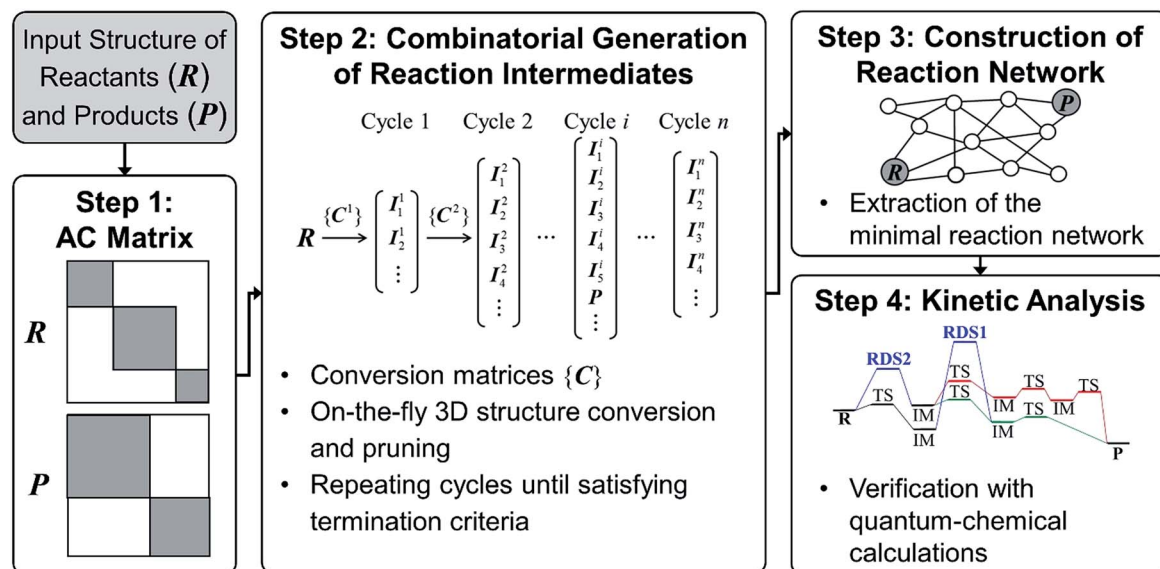 Input Structure of
Reactants (R)
and Products (P)
Step 1:
AC Matrix
R
P
Step 2: Combinatorial Generation
of Reaction Intermediates
Cycle 1 Cycle 2 Cycle i Cycle n
R {C¹} I₁¹ I₂¹ ⋮ {C²} I₁² I₂² I₃² I₄² ⋮ ... I₁ⁱ I₂ⁱ I₃ⁱ I₄ⁱ I₅ⁱ P ⋮ ... I₁ⁿ I₂ⁿ I₃ⁿ I₄ⁿ ⋮
• Conversion matrices {C}
• On-the-fly 3D structure conversion
and pruning
• Repeating cycles until satisfying
termination criteria
Step 3: Construction of
Reaction Network
P
R
• Extraction of the
minimal reaction network
Step 4: Kinetic Analysis
RDS1
RDS2
TS TS TS TS
TS TS
R IM IM IM
IM IM
P
• Verification with
quantum-chemical
calculations